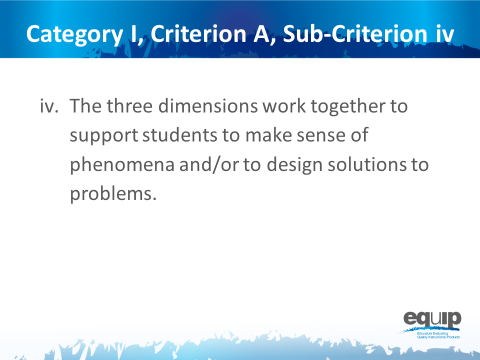 Category I, Criterion A, Sub-Criterion iv
iv. The three dimensions work together to
support students to make sense of
phenomena and/or to design solutions to
problems.
equip
Educators Evaluating
Quality Instructional Products